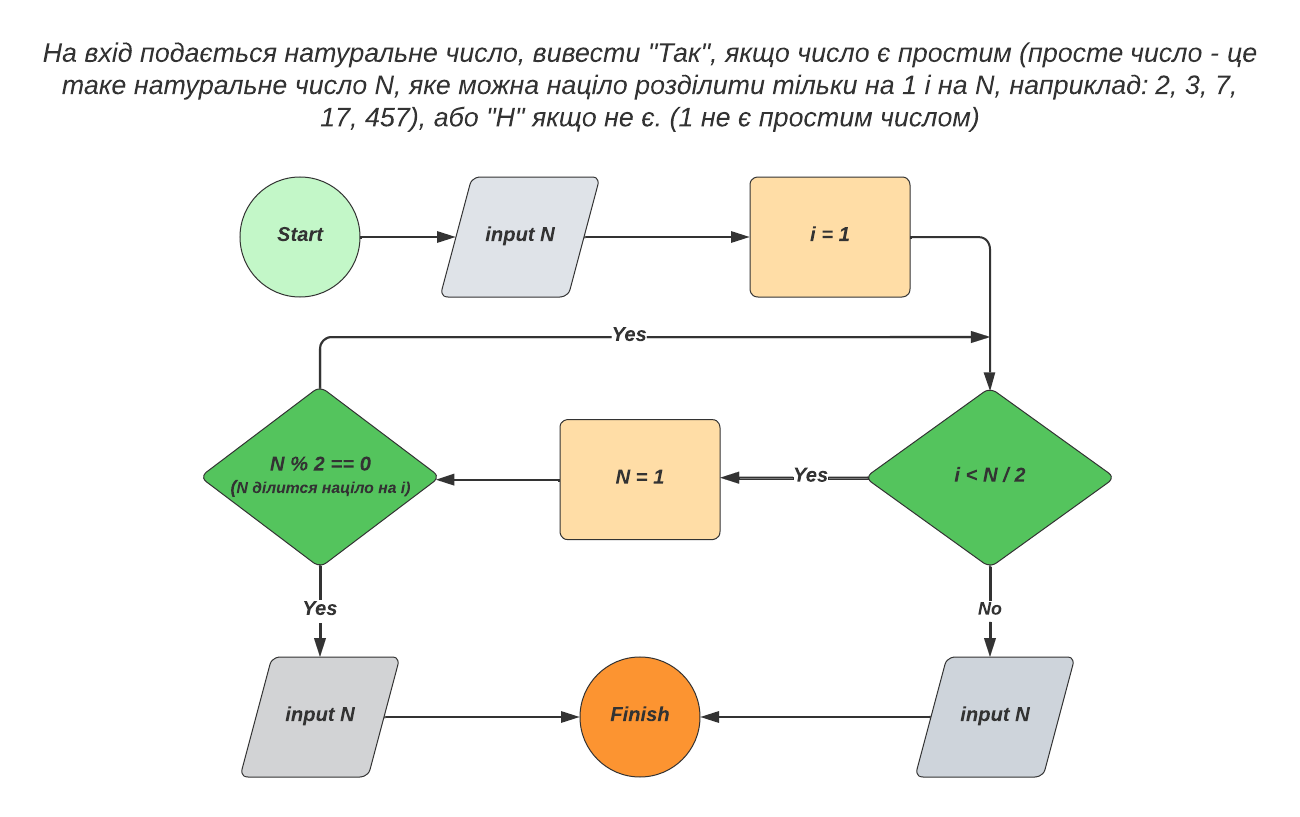 На вхід подається натуральне число, вивести "Так", якщо число є простим (просте число - це
таке натуральне число N, яке можна націло розділити тільки на 1 і на N, наприклад: 2, 3, 7,
17, 457), або "Н" якщо не є. (1 не є простим числом)
Start
input N
i = 1
Yes
N % 2 == 0
(N ділится націло на i)
N = 1
Yes
i < N / 2
Yes
No
input N
Finish
input N